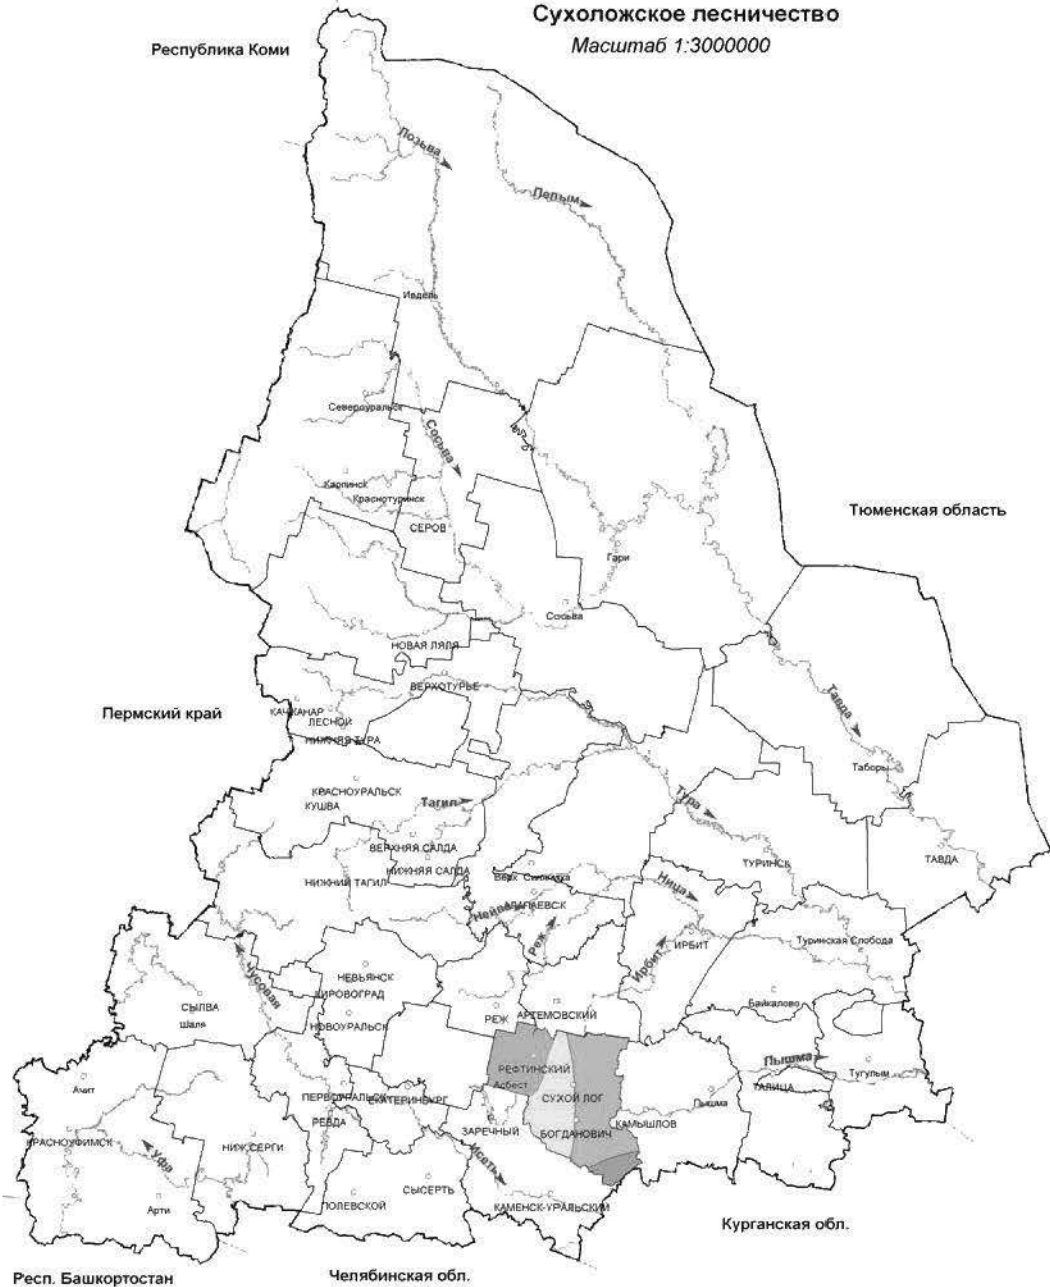 Сухоложское лесничество
Масштаб 1:3000000
Республика Коми
Лозьва
Пелым
Ивдель
Североуральск
Сосьва
Карпинск
Краснотуринск
СЕРОВ
Тюменская область
Гари
Сосьва
НОВАЯ ЛЯЛЯ
ВЕРХОТУРЬЕ
Пермский край
КАЧКАНАР
ЛЕСНОЙ
НИЖНЯЯ ТУРА
Тавда
Таборы
КРАСНОУРАЛЬСК
КУШВА
Тагил
Тура
ВЕРХНЯЯ САЛДА
НИЖНЯЯ САЛДА
ТУРИНСК
ТАВДА
НИЖНИЙ ТАГИЛ
Верх. Синячиха
Ница
Нейва
АЛАПАЕВСК
Реж
Ирбит
ИРБИТ
Туринская Слобода
Чусовая
НЕВЬЯНСК
КИРОВОГРАД
СЫЛВА
Шаля
НОВОУРАЛЬСК
РЕЖ
АРТЕМОВСКИЙ
Байкалово
Пышма
Тугулым
РЕФТИНСКИЙ
Асбест
Ачит
ПЕРВОУРАЛЬСК
ЕКАТЕРИНБУРГ
СУХОЙ ЛОГ
Пышма
ТАЛИЦА
РЕВДА
ЗАРЕЧНЫЙ
БОГДАНОВИЧ
КАМЫШЛОВ
КРАСНОУФИМСК
Уфа
НИЖ.СЕРГИ
Исеть
СЫСЕРТЬ
Арти
ПОЛЕВСКОЙ
КАМЕНСК-УРАЛЬСКИЙ
Курганская обл.
Респ. Башкортостан
Челябинская обл.